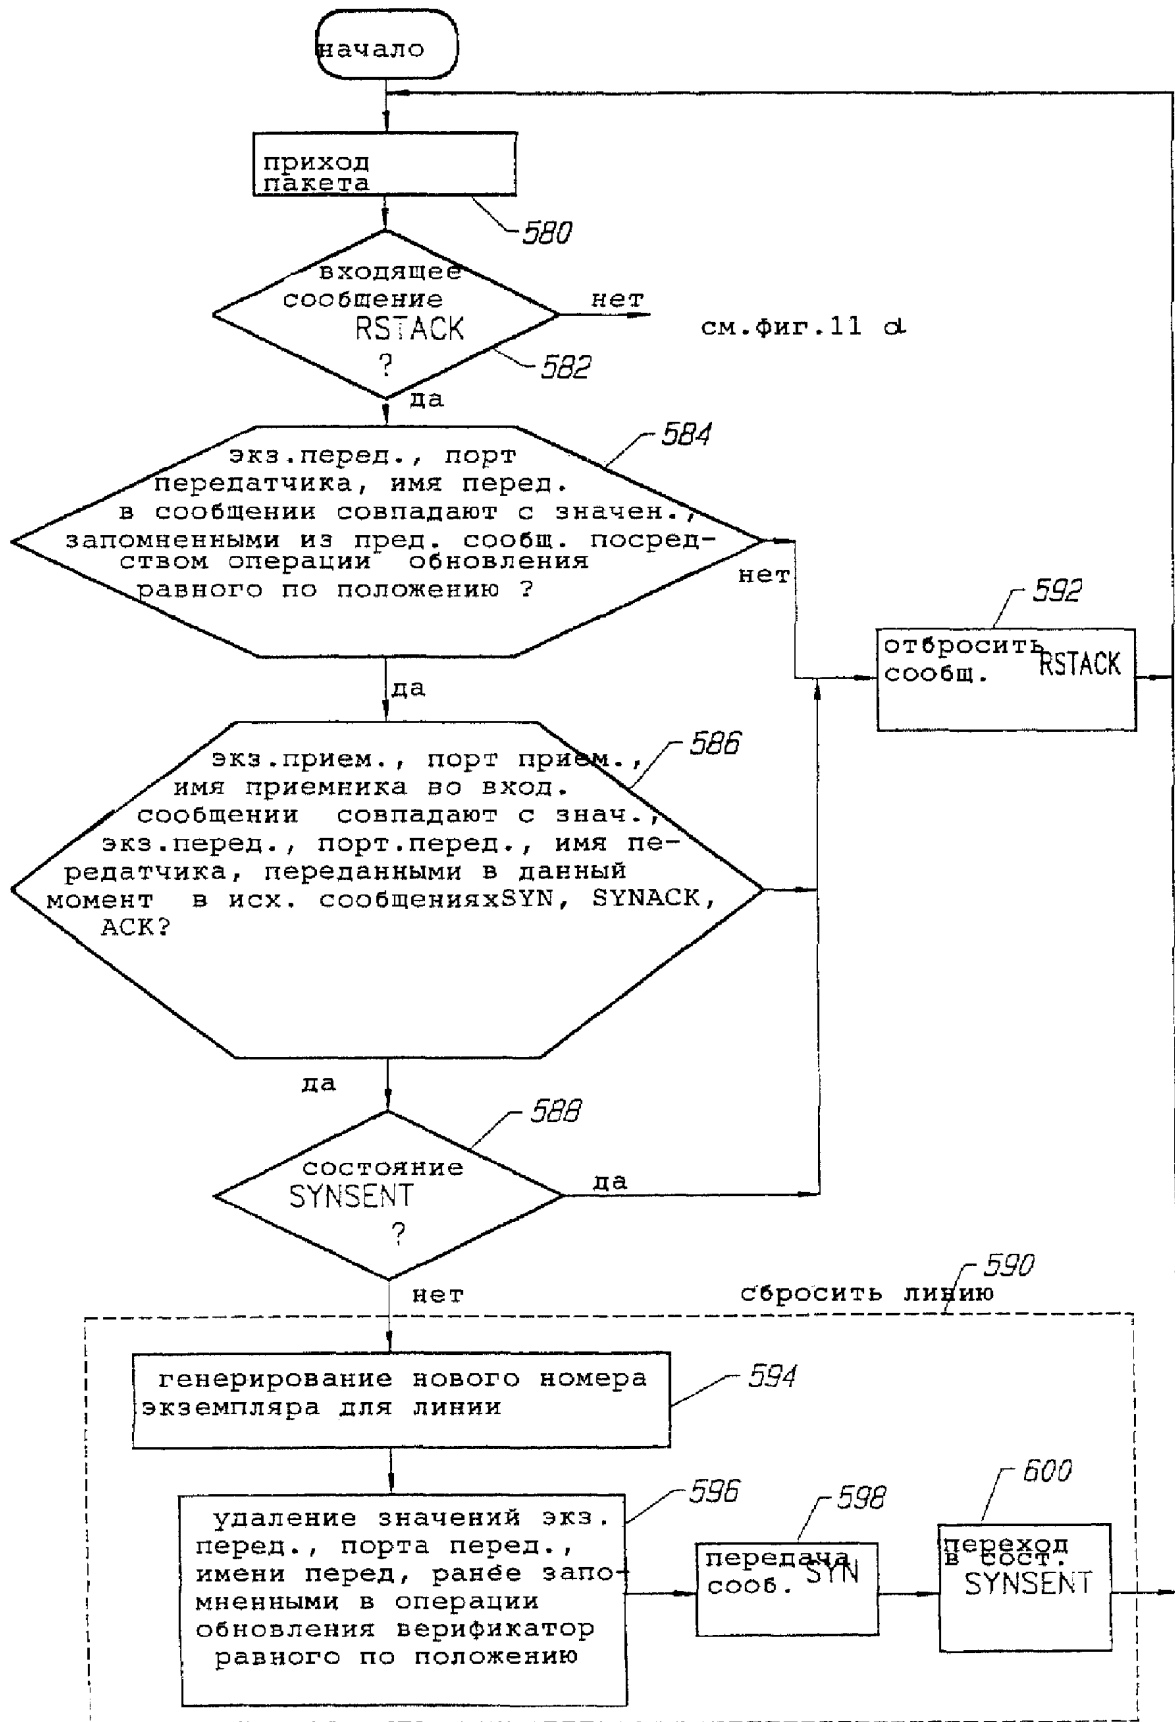 начало
приход
пакета
580
входящее
сообщение
RSTACK
?
нет
см.фиг.11 d
582
да
584
экз.перед., порт
передатчика, имя перед.
в сообщении совпадают с значен.,
запомненными из пред. сообщ. посред-
ством операции обновления
равного по положению ?
нет
592
отбросить
сообщ. RSTACK
да
586
экз.прием., порт прием.,
имя приемника во вход.
сообщении совпадают с знач.,
экз.перед., порт.перед., имя пе-
редатчика, переданными в данный
момент в исх. сообщенияхSYN, SYNACK,
ACK?
да
588
состояние
SYNSENT
?
да
нет
590
сбросить линию
генерирование нового номера
экземпляра для линии
594
596
удаление значений экз.
перед., порта перед.,
имени перед, ранее запо-
мненными в операции
обновления верификатор
равного по положению
598
передача
сооб. SYN
600
переход
в сост.
SYNSENT